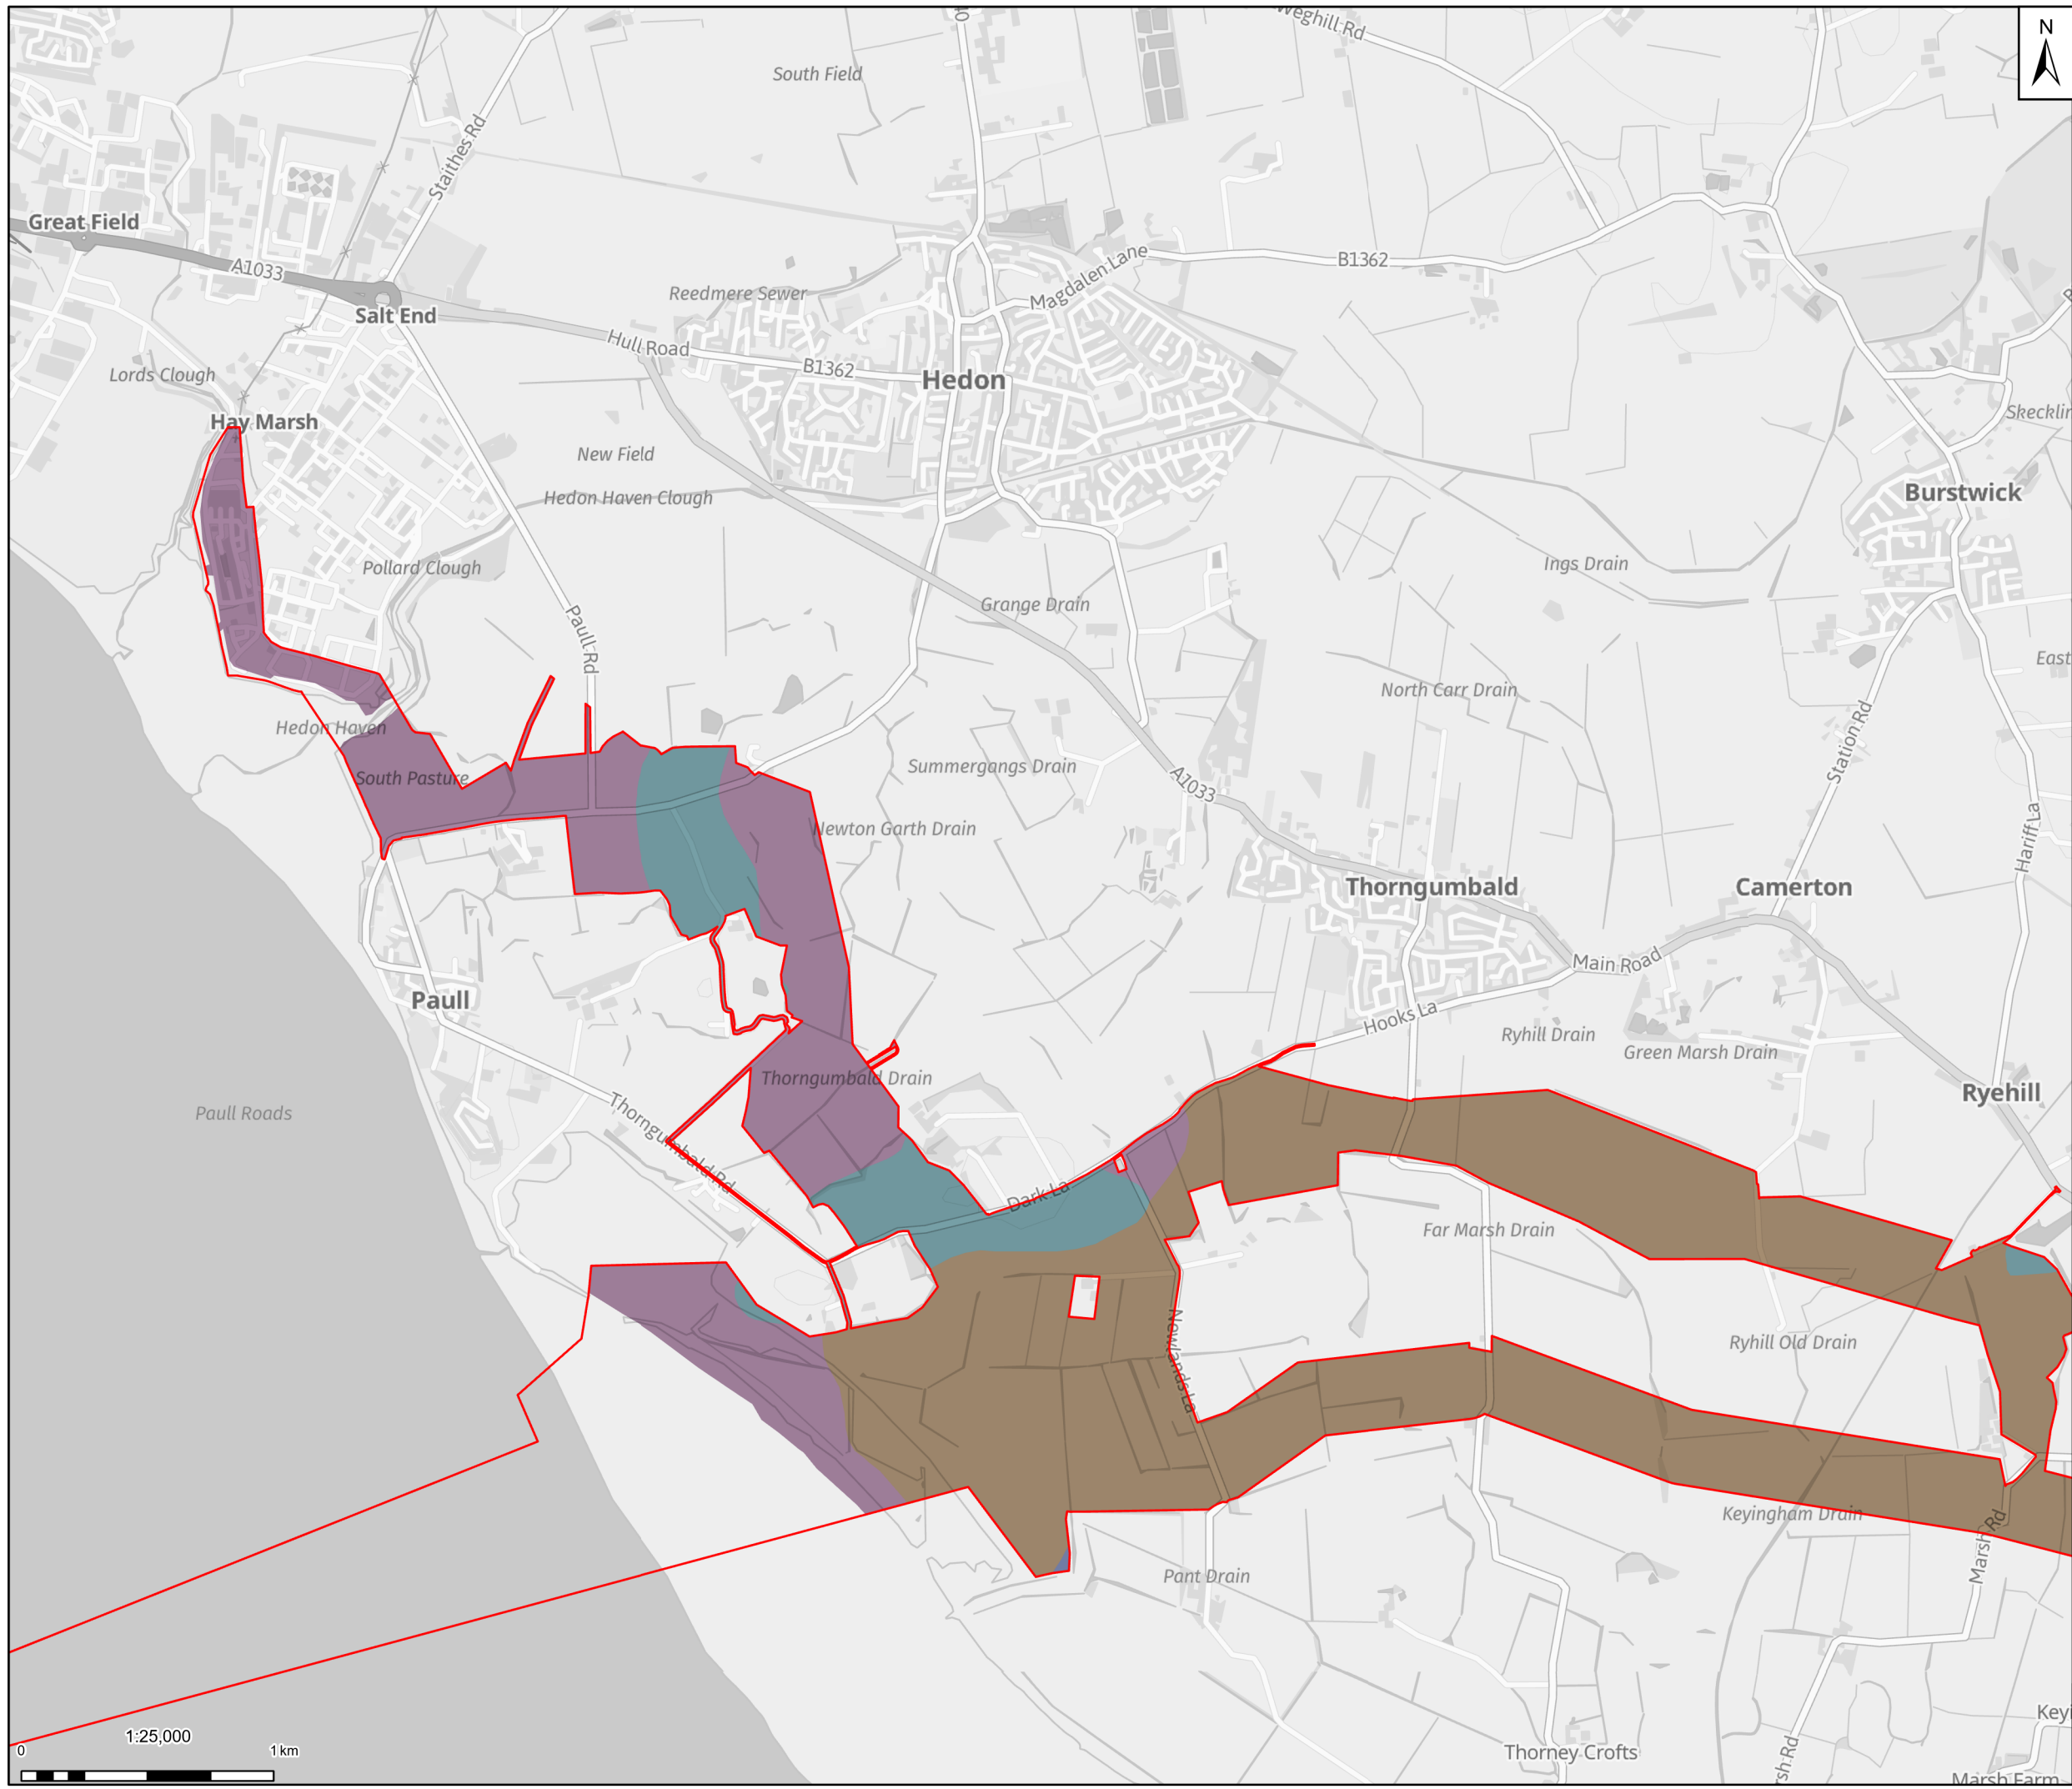 Weghill Rd
N
South Field
Staithes Rd
Great Field
A1033
Magdalen Lane
B1362
Reedmere Sewer
Salt End
Hull Road
B1362
Lords Clough
Hedon
Hay Marsh
New Field
Hedon Haven Clough
Burstwick
Pollard Clough
Ings Drain
Grange Drain
Paull Rd
North Carr Drain
Hedon Haven
Station Rd
South Pasture
Summergangs Drain
A1033
Newton Garth Drain
Hariff La
Thorngumbald
Camerton
Main Road
Paull
Hooks La
Ryhill Drain
Green Marsh Drain
Thorngumbald Drain
Ryehill
Paull Roads
Thorngumbald Rd
Dark La
Far Marsh Drain
Newlands La
Ryhill Old Drain
Keyingham Drain
Marsh Rd
Pant Drain
1:25,000
0
1 km
Thorney Crofts
Marsh Farm